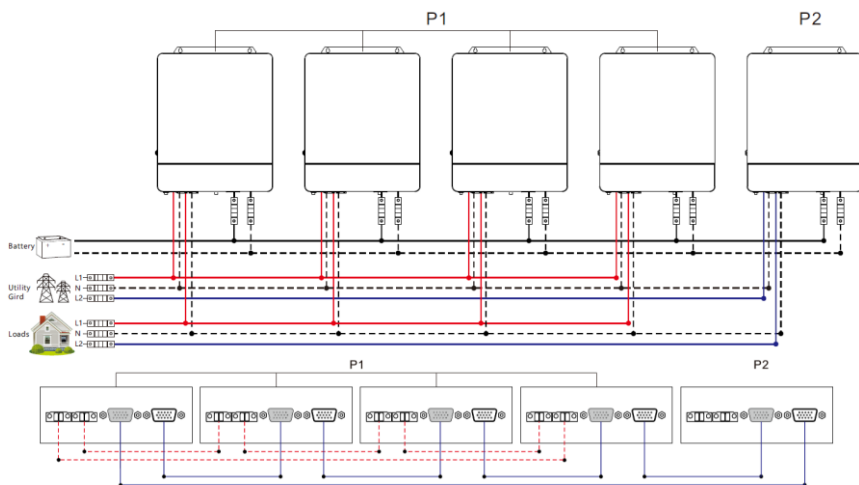 P1 P2
Battery
L1
Utility N
Gird L2
L1
Loads N
L2
P1 P2